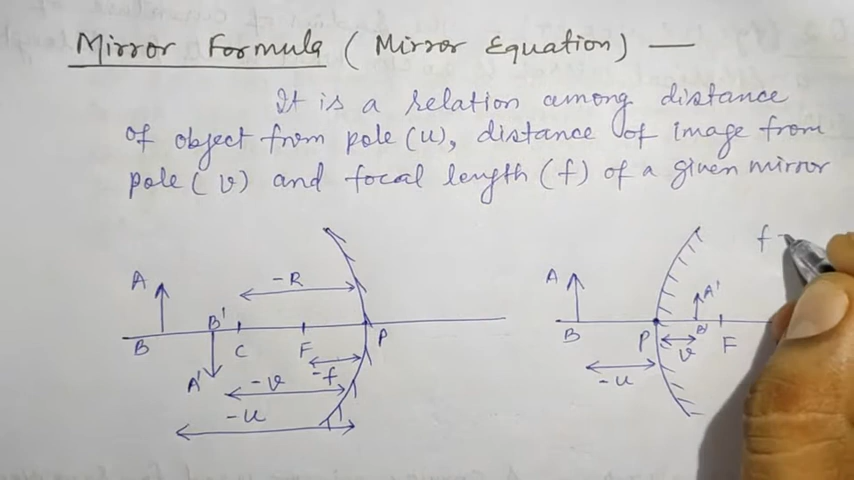 Mirror Formula ( Mirror Equation) —
It is a relation among distance
of object from pole (u), distance of image from
pole ( v) and focal length (f) of a given mirror
A
B
B'
A'
C
F
P
-R
-f
-v
-u
A
B
P
A'
B'
F
v
-u
f -